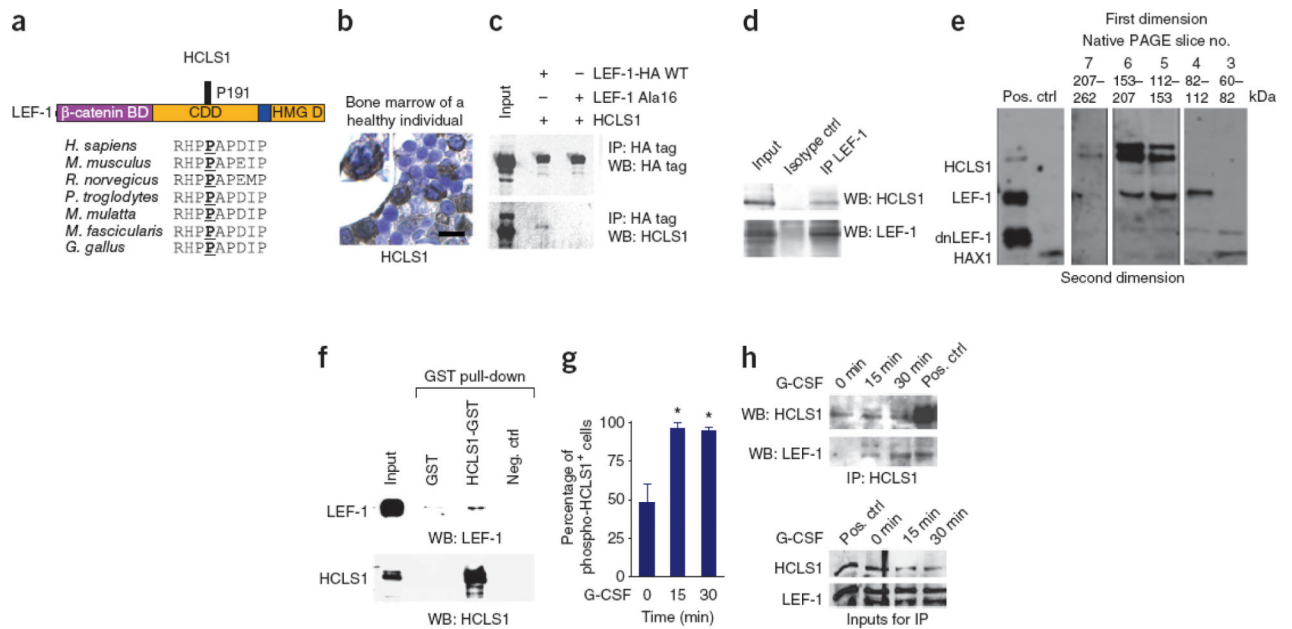 a
HCLS1
P191
LEF-1 β-catenin BD CDD HMG D
H. sapiens RHPPAPDIP
M. musculus RHPPAPEIP
R. norvegicus RHPPAPEMP
P. troglodytes RHPPAPDIP
M. mulatta RHPPAPDIP
M. fascicularis RHPPAPDIP
G. gallus RHPPAPDIP
b
Bone marrow of a
healthy individual
HCLS1
c
Input
+ – LEF-1-HA WT
– + LEF-1 Ala16
+ + HCLS1
IP: HA tag
WB: HA tag
IP: HA tag
WB: HCLS1
d
Input
Isotype ctrl
IP LEF-1
WB: HCLS1
WB: LEF-1
e
First dimension
Native PAGE slice no.
7 6 5 4 3
207– 153– 112– 82– 60–
Pos. ctrl 262 207 153 112 82 kDa
HCLS1
LEF-1
dnLEF-1
HAX1
Second dimension
f
GST pull-down
Input
GST
HCLS1-GST
Neg. ctrl
LEF-1
WB: LEF-1
HCLS1
WB: HCLS1
g
Percentage of
phospho-HCLS1+ cells
100
75
50
25
0
* *
G-CSF 0 15 30
Time (min)
h
G-CSF 0 min 15 min 30 min Pos. ctrl
WB: HCLS1
WB: LEF-1
IP: HCLS1
G-CSF Pos. ctrl 0 min 15 min 30 min
HCLS1
LEF-1
Inputs for IP